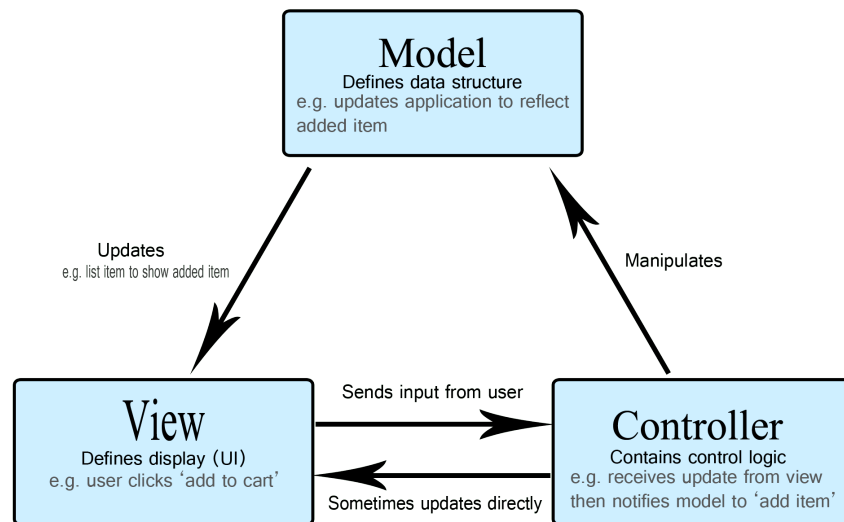 Model
Defines data structure
e.g. updates application to reflect
added item
Updates
e.g. list item to show added item
Manipulates
View
Defines display (UI)
e.g. user clicks ‘add to cart’
Sends input from user
Sometimes updates directly
Controller
Contains control logic
e.g. receives update from view
then notifies model to ‘add item’